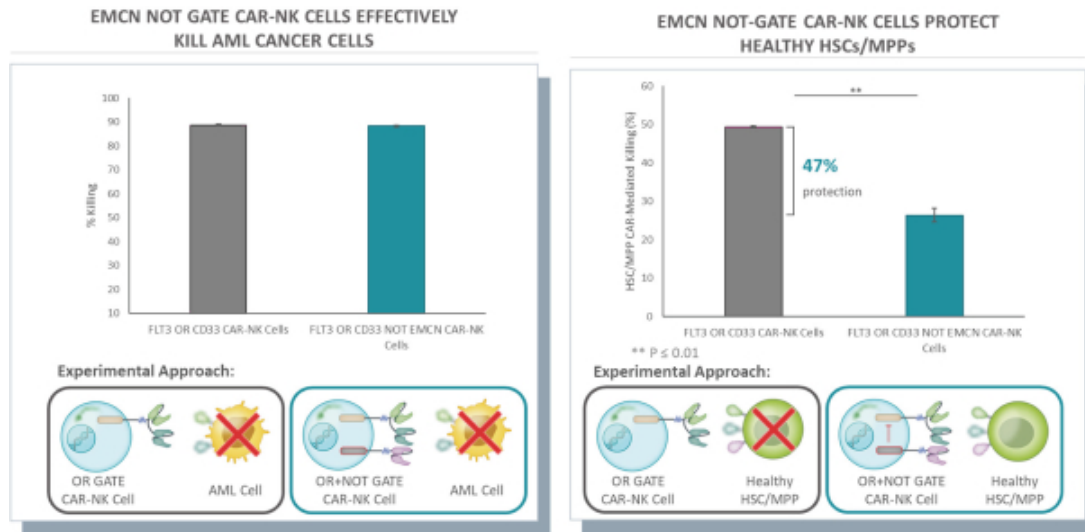 EMCN NOT GATE CAR-NK CELLS EFFECTIVELY
KILL AML CANCER CELLS
100
90
80
70
60
50
40
30
20
10
% Killing
FLT3 OR CD33 CAR-NK Cells
FLT3 OR CD33 NOT EMCN CAR-NK
Cells
Experimental Approach:
OR GATE
CAR-NK Cell
AML Cell
OR+NOT GATE
CAR-NK Cell
AML Cell
EMCN NOT-GATE CAR-NK CELLS PROTECT
HEALTHY HSCs/MPPs
60
50
40
30
20
10
0
HSC/MPP CAR-Mediated Killing (%)
**
47%
protection
FLT3 OR CD33 CAR-NK Cells
FLT3 OR CD33 NOT EMCN CAR-NK
Cells
** P ≤ 0.01
Experimental Approach:
OR GATE
CAR-NK Cell
Healthy
HSC/MPP
OR+NOT GATE
CAR-NK Cell
Healthy
HSC/MPP